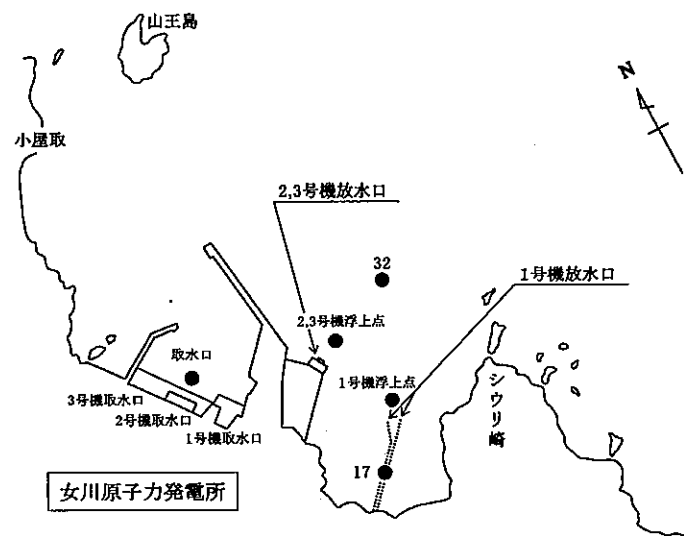 山王島
N
小屋取
2,3号機放水口
32
1号機放水口
2,3号機浮上点
取水口
1号機浮上点
3号機取水口
2号機取水口
1号機取水口
シウリ崎
17
女川原子力発電所